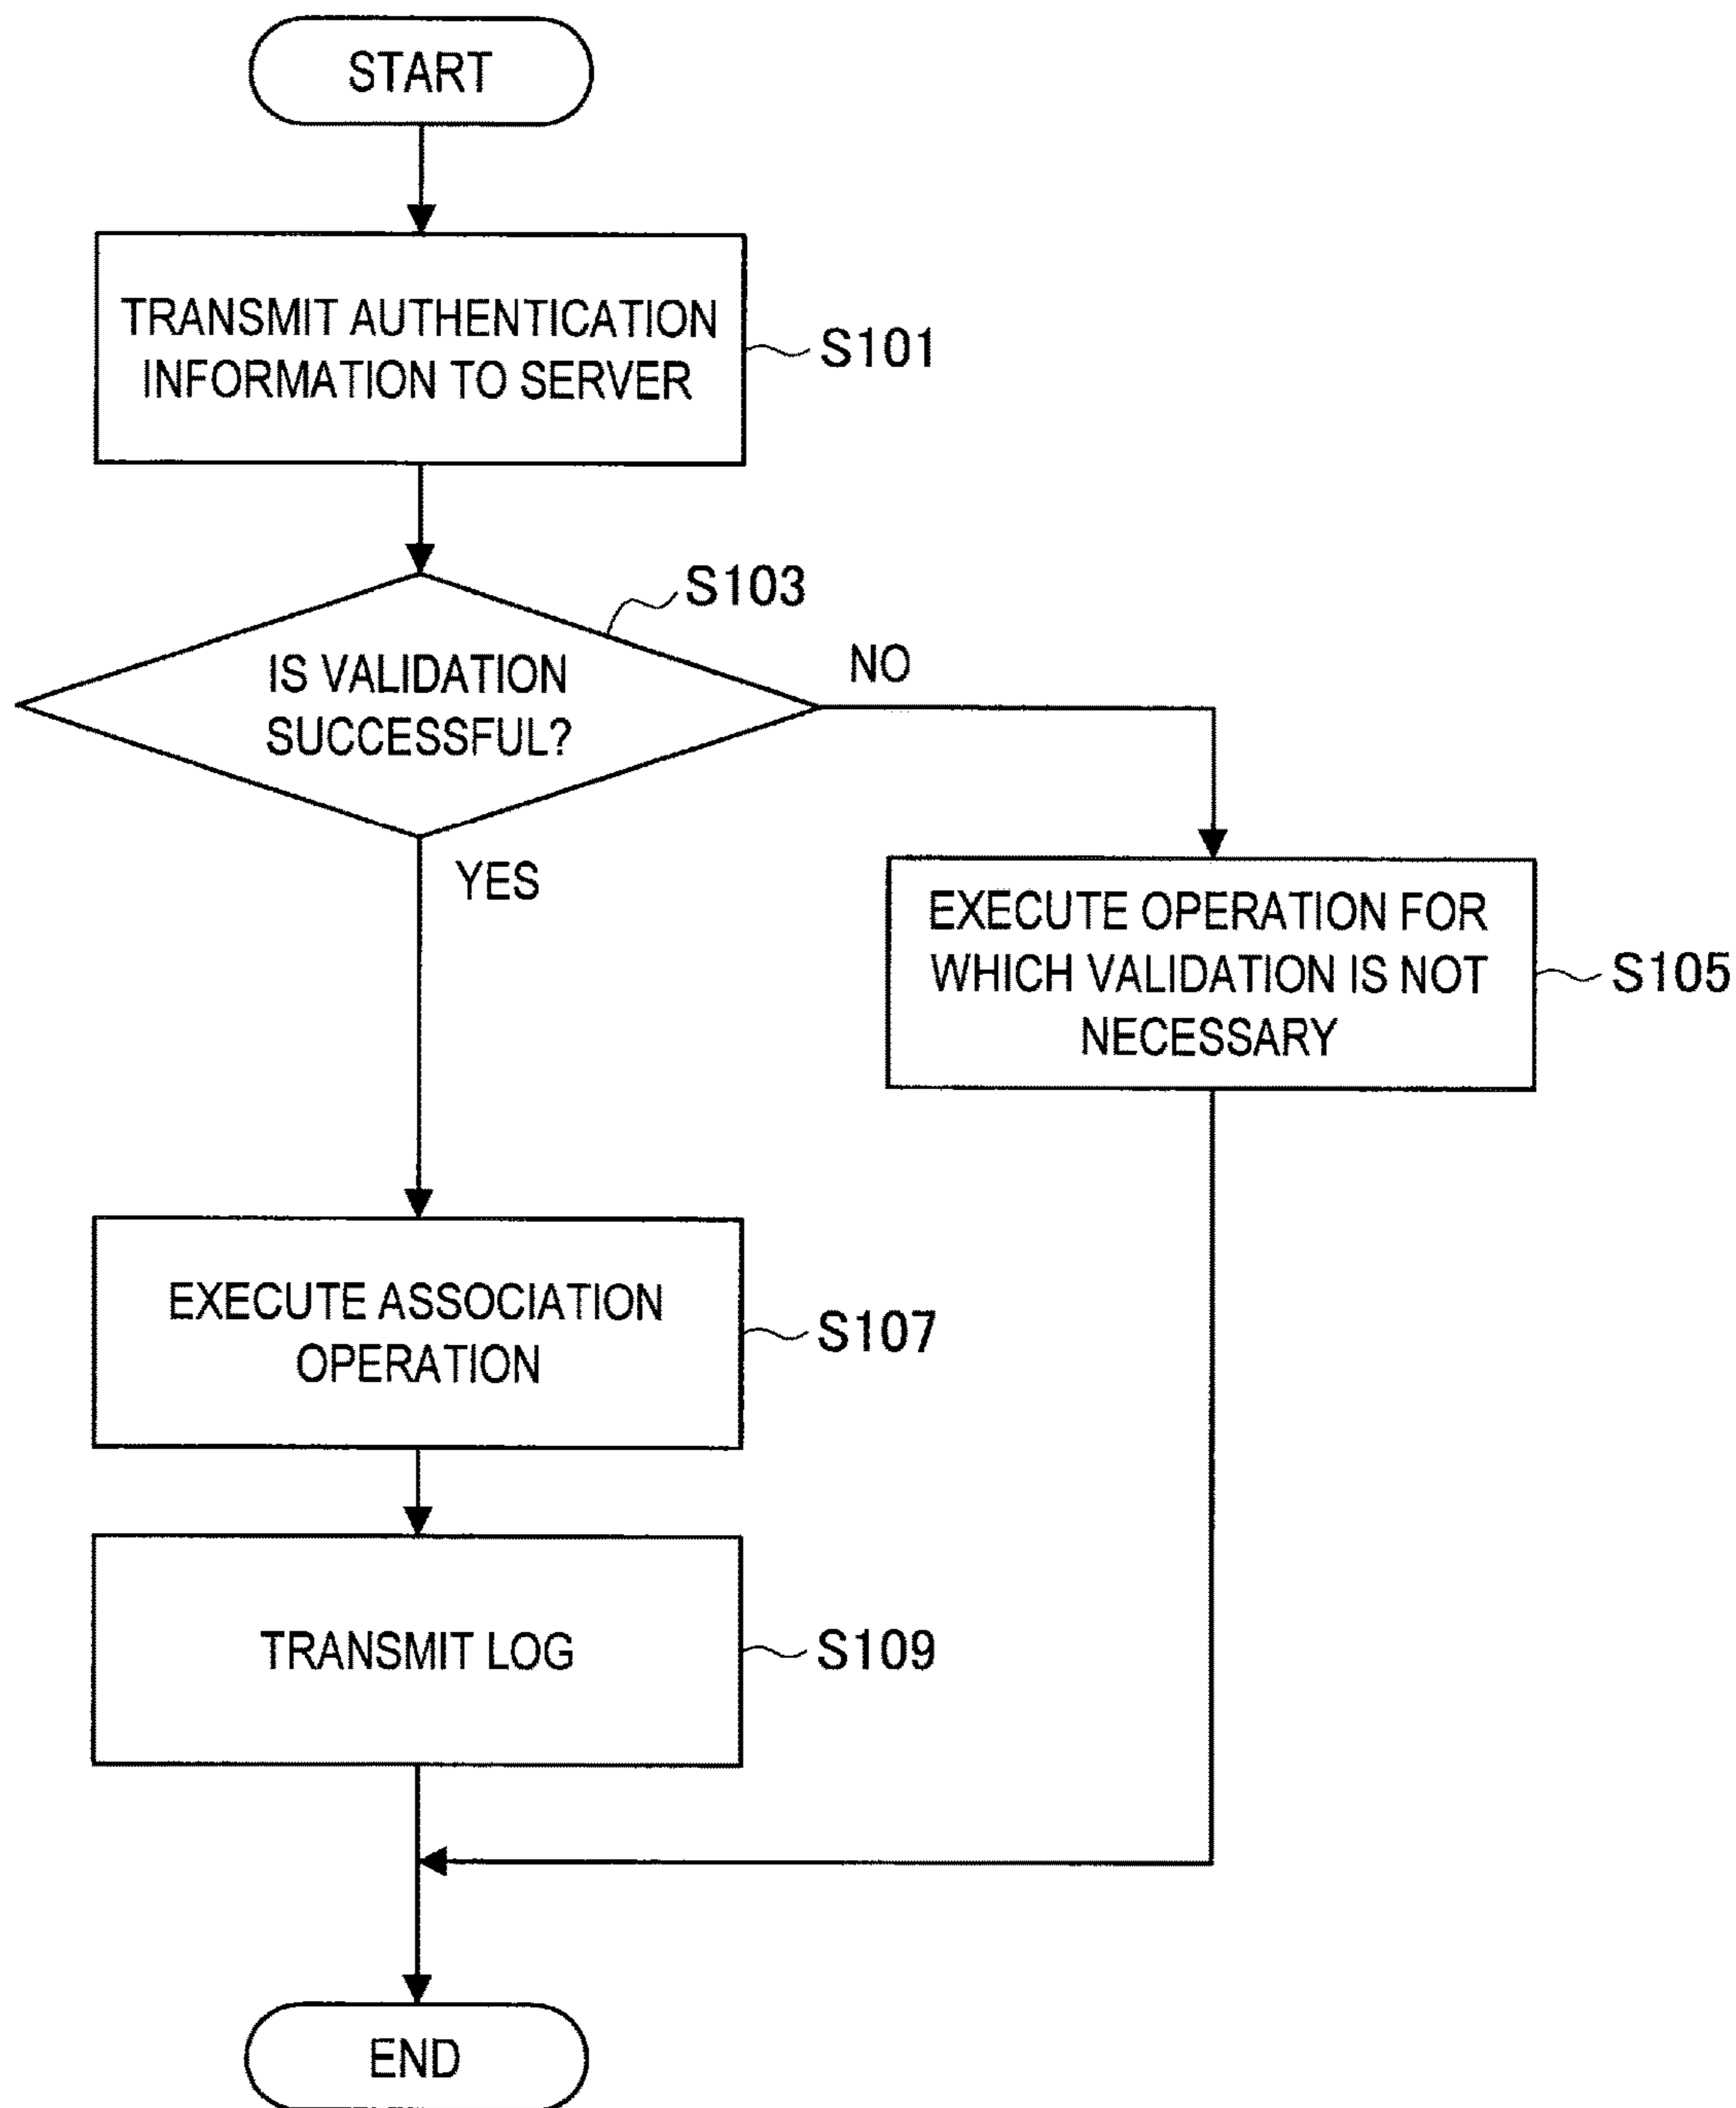 START
TRANSMIT AUTHENTICATION
INFORMATION TO SERVER
S101
S103
IS VALIDATION
SUCCESSFUL?
NO
YES
EXECUTE OPERATION FOR
WHICH VALIDATION IS NOT
NECESSARY
S105
EXECUTE ASSOCIATION
OPERATION
S107
TRANSMIT LOG
S109
END